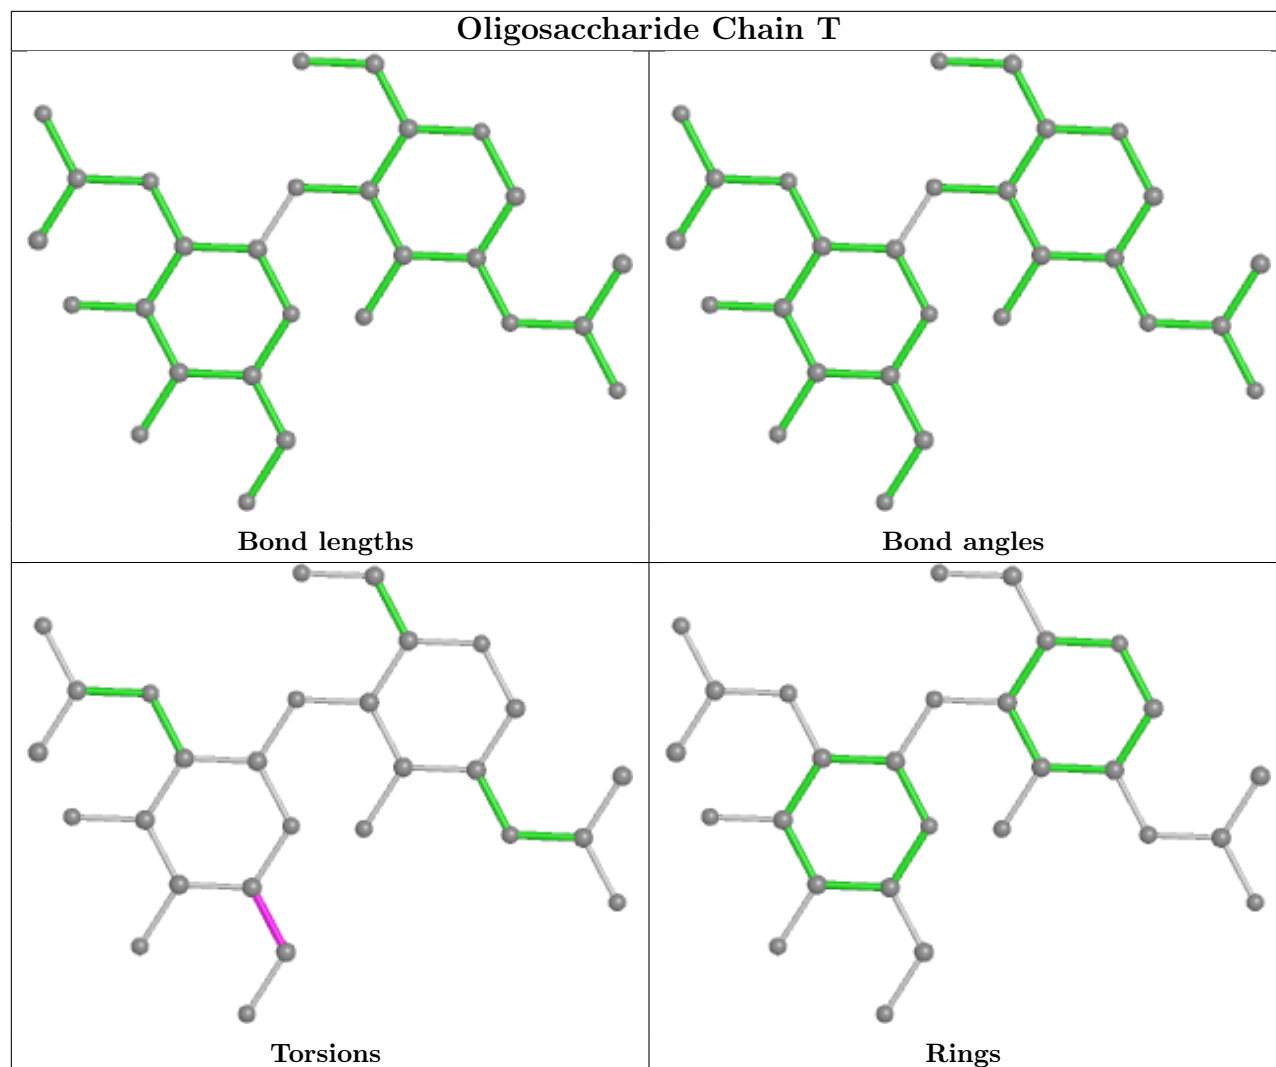 Oligosaccharide Chain T
Bond lengths
Bond angles
Torsions
Rings